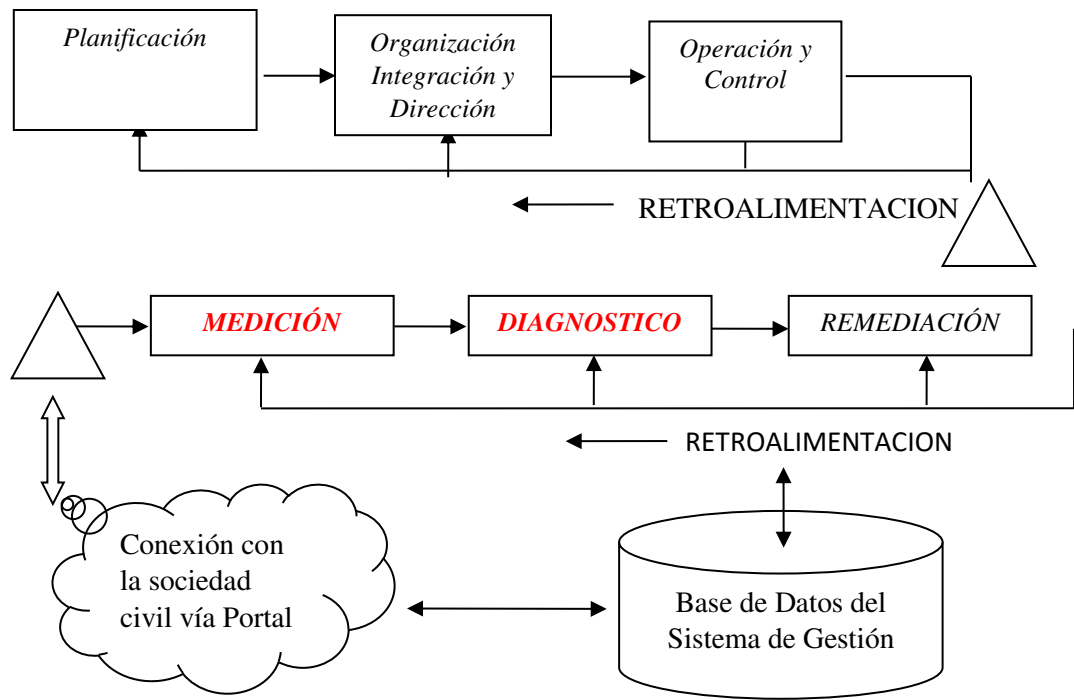 Planificación
Organización
Integración y
Dirección
Operación y
Control
RETROALIMENTACION
MEDICIÓN
DIAGNOSTICO
REMEDIACIÓN
RETROALIMENTACION
Conexión con
la sociedad
civil vía Portal
Base de Datos del
Sistema de Gestión